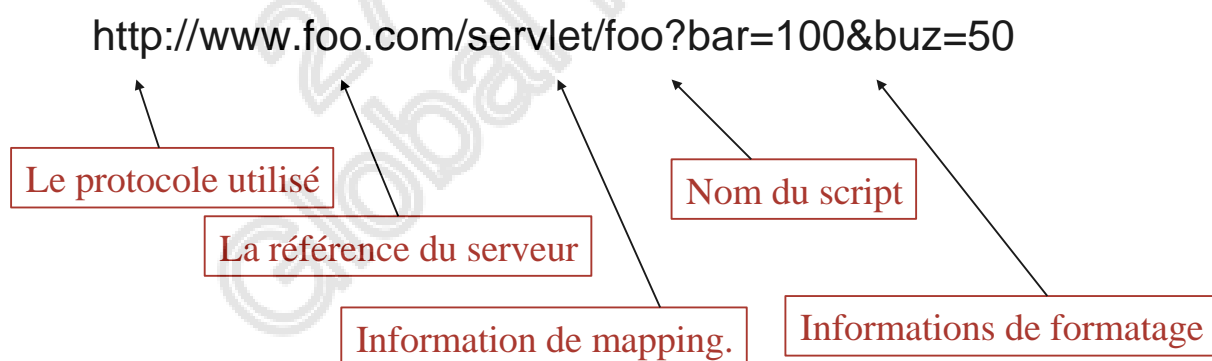 http://www.foo.com/servlet/foo?bar=100&buz=50
Le protocole utilisé
Nom du script
La référence du serveur
Information de mapping.
Informations de formatage